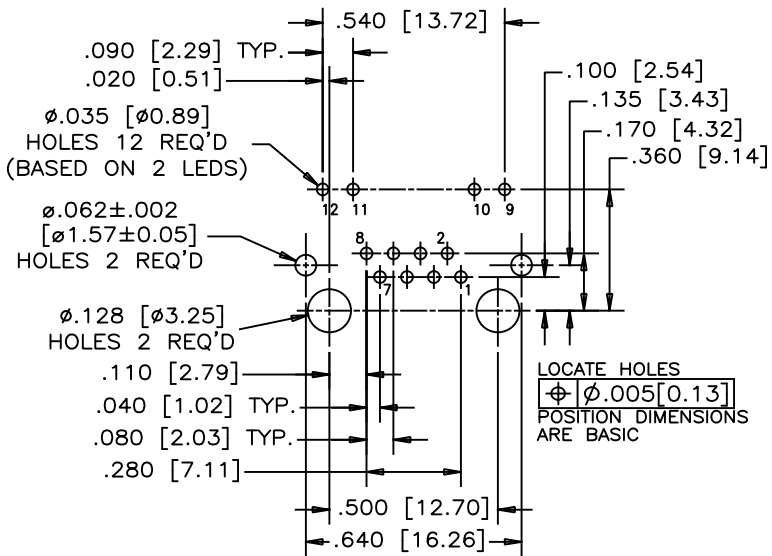 .540 [13.72]
.090 [2.29] TYP.
.020 [0.51]
.100 [2.54]
.135 [3.43]
.170 [4.32]
.360 [9.14]
ø.035 [ø0.89]
HOLES 12 REQ'D
(BASED ON 2 LEDS)
12 11 10 9
ø.062±.002
[ø1.57±0.05]
HOLES 2 REQ'D
8 2
7 1
ø.128 [ø3.25]
HOLES 2 REQ'D
.110 [2.79]
.040 [1.02] TYP.
.080 [2.03] TYP.
.280 [7.11]
LOCATE HOLES
⌖ ø.005[0.13]
POSITION DIMENSIONS
ARE BASIC
.500 [12.70]
.640 [16.26]